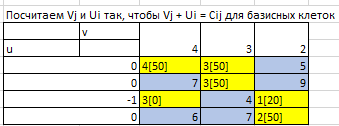 Посчитаем Vj и Ui так, чтобы Vj + Ui = Cij для базисных клеток
v
u 4 3 2
0 4[50] 3[50] 5
0 7 3[50] 9
-1 3[0] 4 1[20]
0 6 7 2[50]